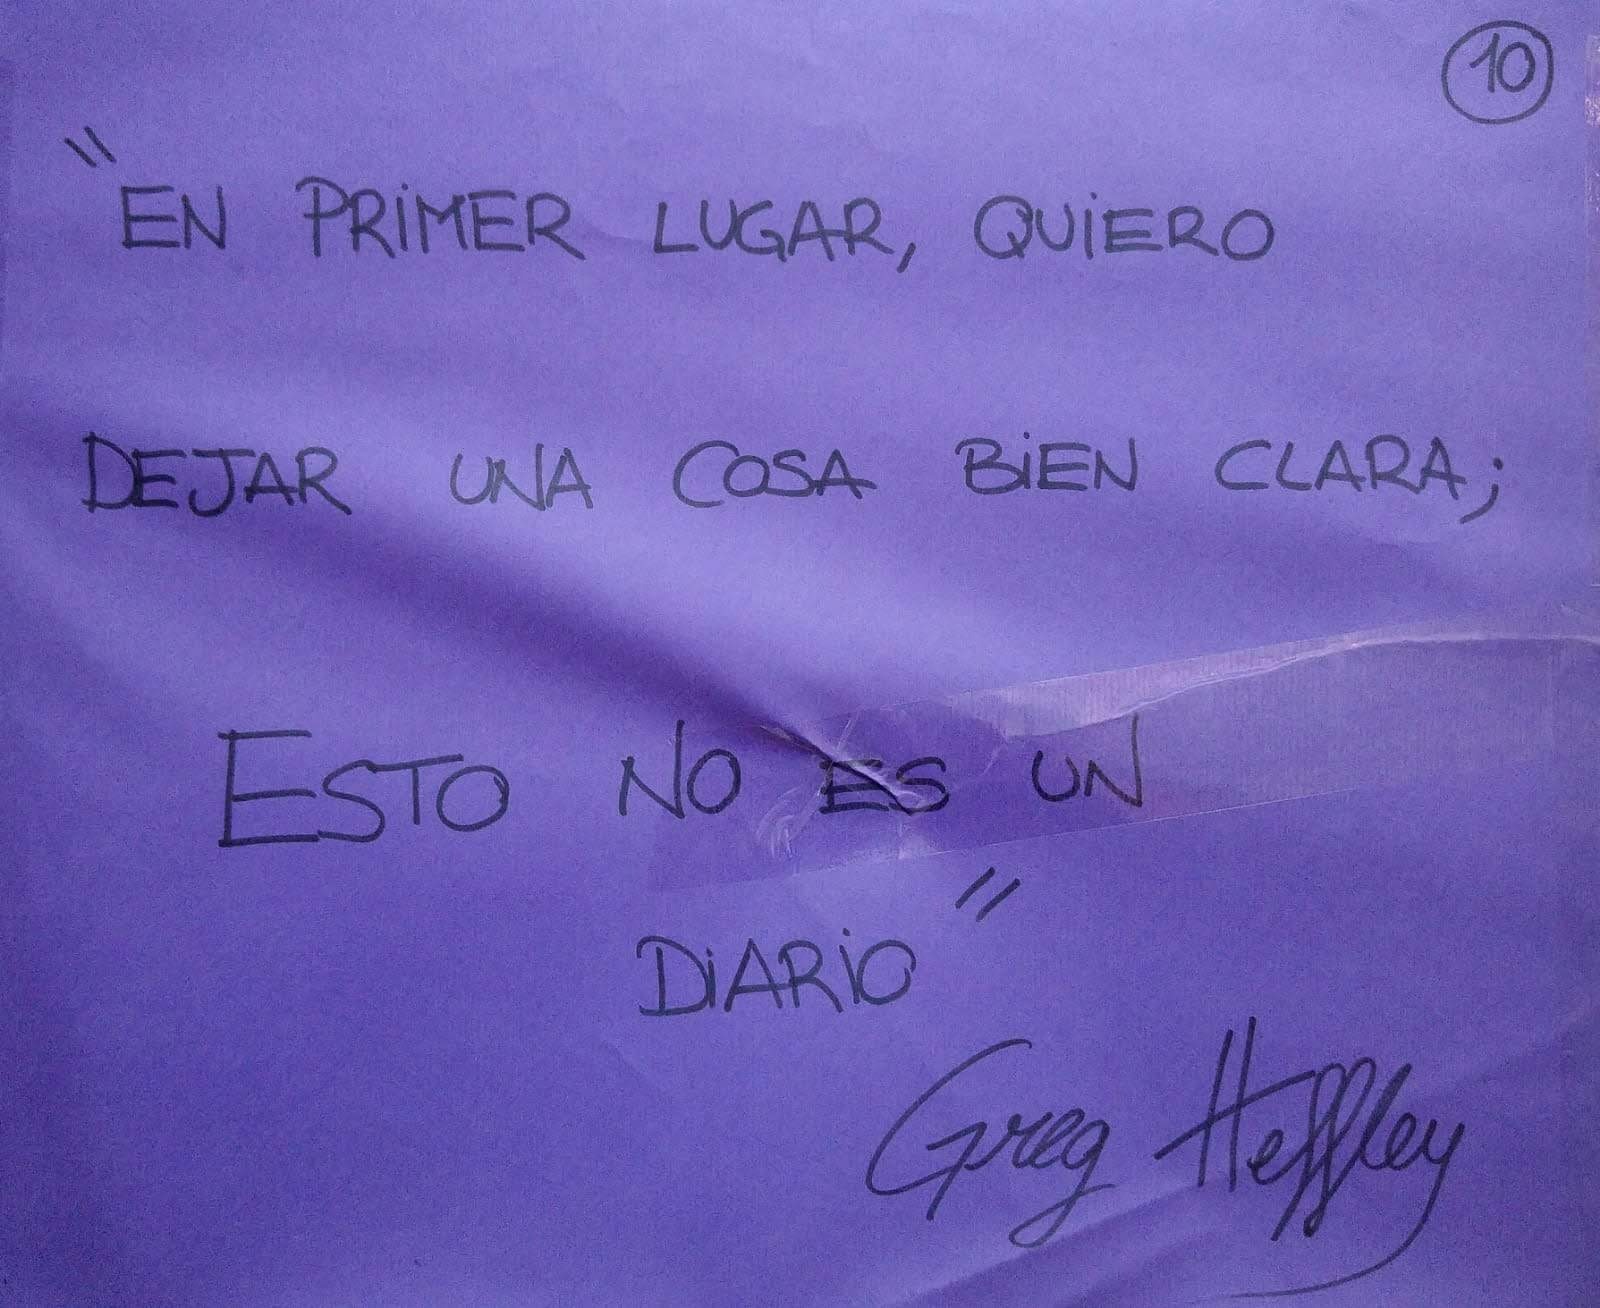 10
"EN PRIMER LUGAR, QUIERO
DEJAR UNA COSA BIEN CLARA;
ESTO NO ES UN
DIARIO"
Greg Heffley